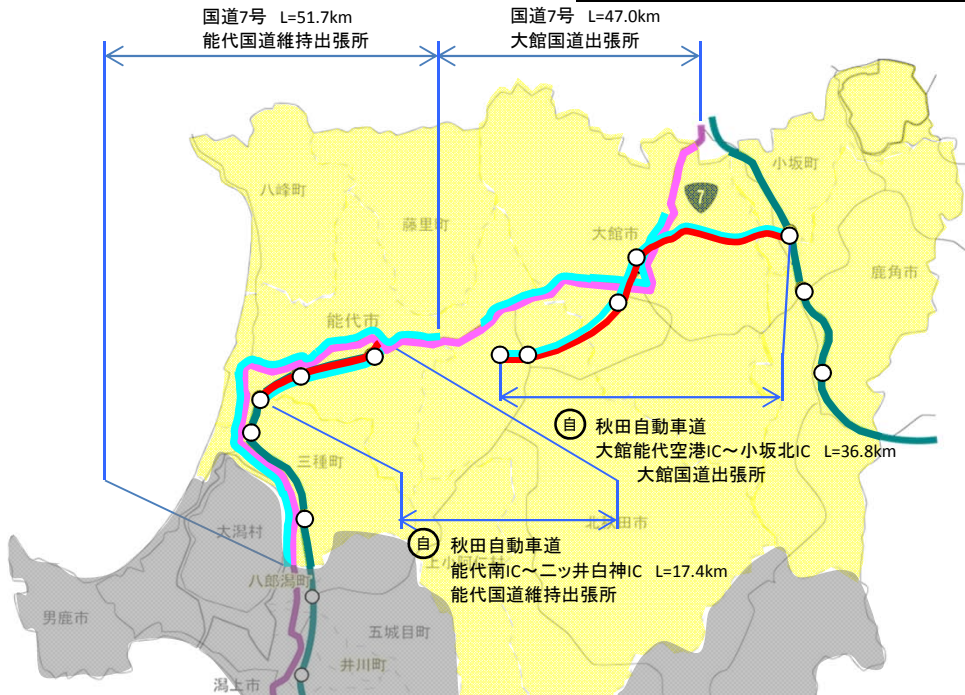 国道7号 L=51.7km
能代国道維持出張所
国道7号 L=47.0km
大館国道出張所
小坂町
八峰町
7
藤里町
大館市
鹿角市
能代市
自 秋田自動車道
大館能代空港IC～小坂北IC L=36.8km
大館国道出張所
三種町
北秋田市
大潟村
自 秋田自動車道
上小阿仁村
能代南IC～二ッ井白神IC L=17.4km
八郎潟町
能代国道維持出張所
男鹿市
五城目町
井川町
潟上市